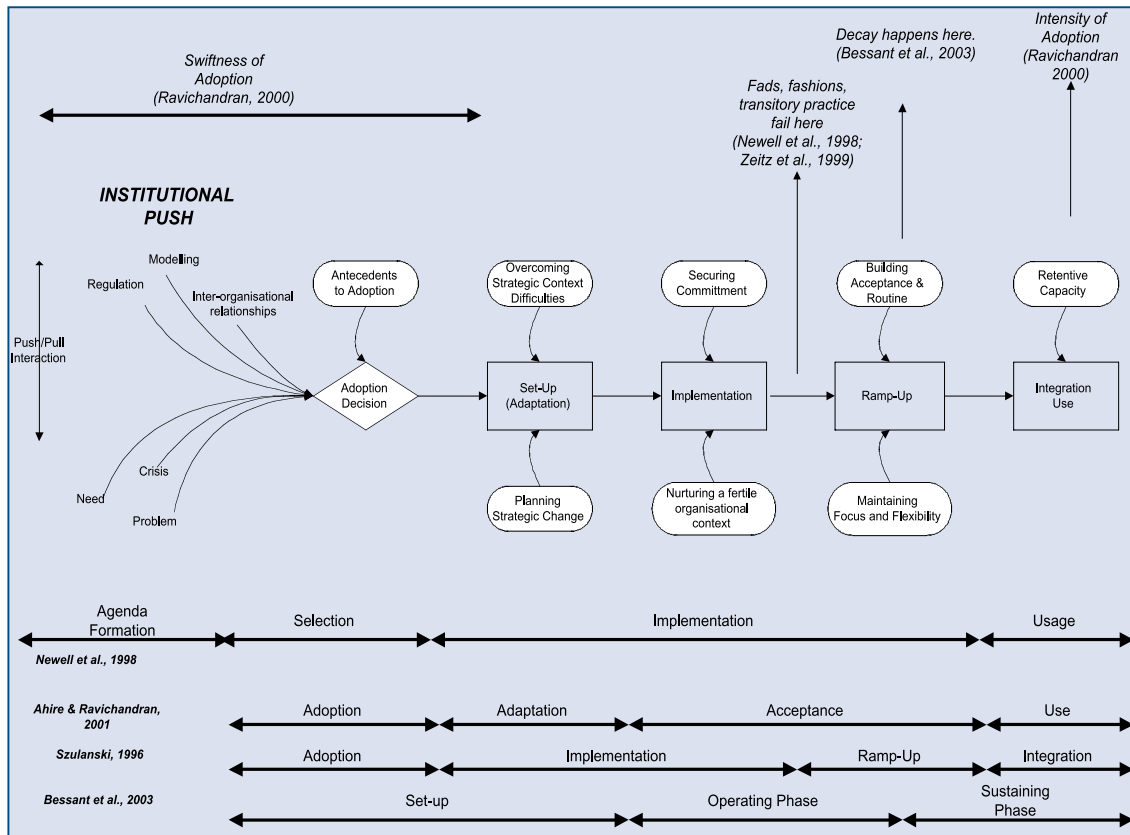 Swiftness of
Adoption
(Ravichandran, 2000)
Fads, fashions,
transitory practice
fail here
(Newell et al., 1998;
Zeitz et al., 1999)
Decay happens here.
(Bessant et al., 2003)
Intensity of
Adoption
(Ravichandran
2000)
INSTITUTIONAL
PUSH
Modelling
Regulation
Inter-organisational
relationships
Push/Pull
Interaction
Need
Crisis
Problem
Antecedents
to Adoption
Adoption
Decision
Overcoming
Strategic Context
Difficulties
Set-Up
(Adaptation)
Planning
Strategic Change
Securing
Committment
Implementation
Nurturing a fertile
organisational
context
Building
Acceptance &
Routine
Ramp-Up
Maintaining
Focus and Flexibility
Retentive
Capacity
Integration
Use
Agenda
Formation
Selection
Implementation
Usage
Newell et al., 1998
Ahire & Ravichandran,
2001
Adoption
Adaptation
Acceptance
Use
Szulanski, 1996
Adoption
Implementation
Ramp-Up
Integration
Bessant et al., 2003
Set-up
Operating Phase
Sustaining
Phase